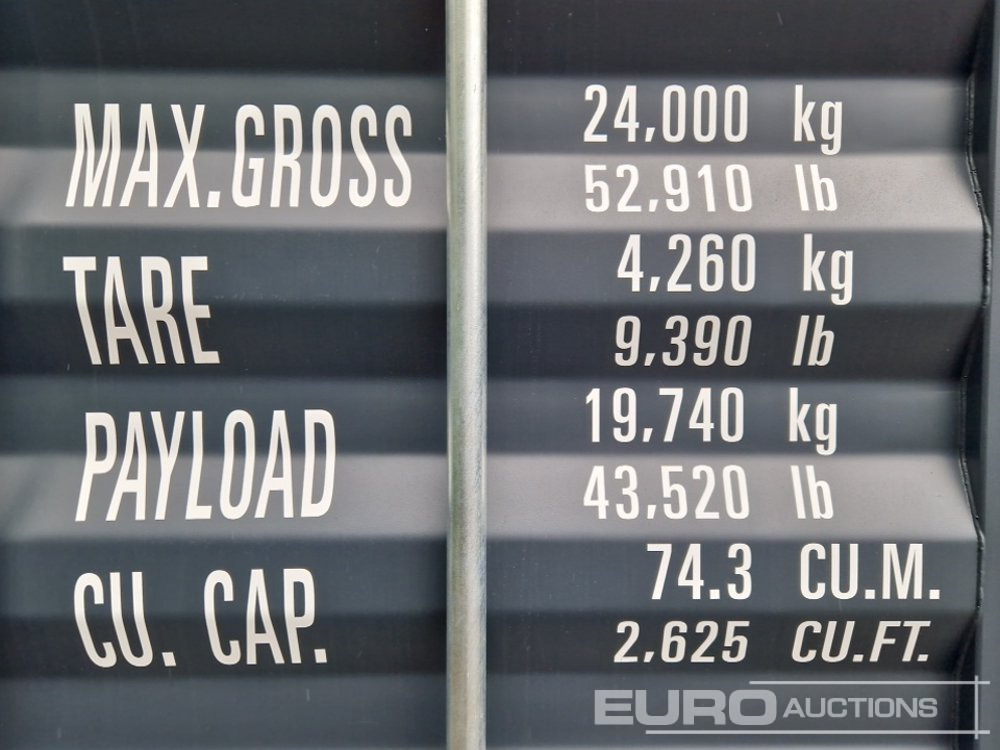 MAX.GROSS 24,000 kg
52,910 lb
TARE 4,260 kg
9,390 lb
PAYLOAD 19,740 kg
43,520 lb
CU. CAP. 74.3 CU.M.
2,625 CU.FT.
EURO AUCTIONS